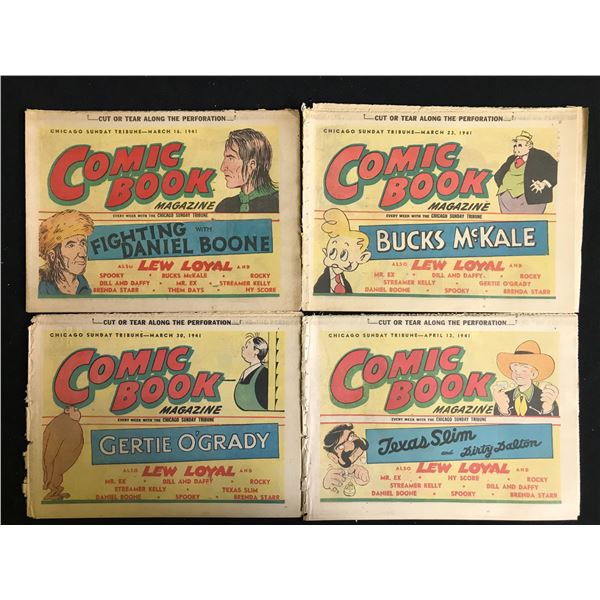 CUT OR TEAR ALONG THE PERFORATION
CHICAGO SUNDAY TRIBUNE—MARCH 16, 1941
COMIC
BOOK
MAGAZINE
EVERY WEEK WITH THE CHICAGO SUNDAY TRIBUNE
FIGHTING WITH
DANIEL BOONE
ALSO LEW LOYAL AND
SPOOKY • BUCKS McKALE • ROCKY
DILL AND DAFFY • MR. EX • STREAMER KELLY
BRENDA STARR • THEM DAYS • HY SCORE
CUT OR TEAR ALONG THE PERFORATION
CHICAGO SUNDAY TRIBUNE—MARCH 23, 1941
COMIC
BOOK
MAGAZINE
EVERY WEEK WITH THE CHICAGO SUNDAY TRIBUNE
BUCKS McKALE
ALSO LEW LOYAL AND
MR. EX • DILL AND DAFFY • ROCKY
STREAMER KELLY • GERTIE O'GRADY
DANIEL BOONE • SPOOKY • BRENDA STARR
CUT OR TEAR ALONG THE PERFORATION
CHICAGO SUNDAY TRIBUNE—MARCH 30, 1941
COMIC
BOOK
MAGAZINE
EVERY WEEK WITH THE CHICAGO SUNDAY TRIBUNE
GERTIE O'GRADY
ALSO LEW LOYAL AND
MR. EX • DILL AND DAFFY • ROCKY
STREAMER KELLY • TEXAS SLIM
DANIEL BOONE • SPOOKY • BRENDA STARR
CUT OR TEAR ALONG THE PERFORATION
CHICAGO SUNDAY TRIBUNE—APRIL 13, 1941
COMIC
BOOK
MAGAZINE
EVERY WEEK WITH THE CHICAGO SUNDAY TRIBUNE
Texas Slim
and Dirty Dalton
ALSO LEW LOYAL AND
MR. EX • HY SCORE • ROCKY
STREAMER KELLY • DILL AND DAFFY
DANIEL BOONE • SPOOKY • BRENDA STARR